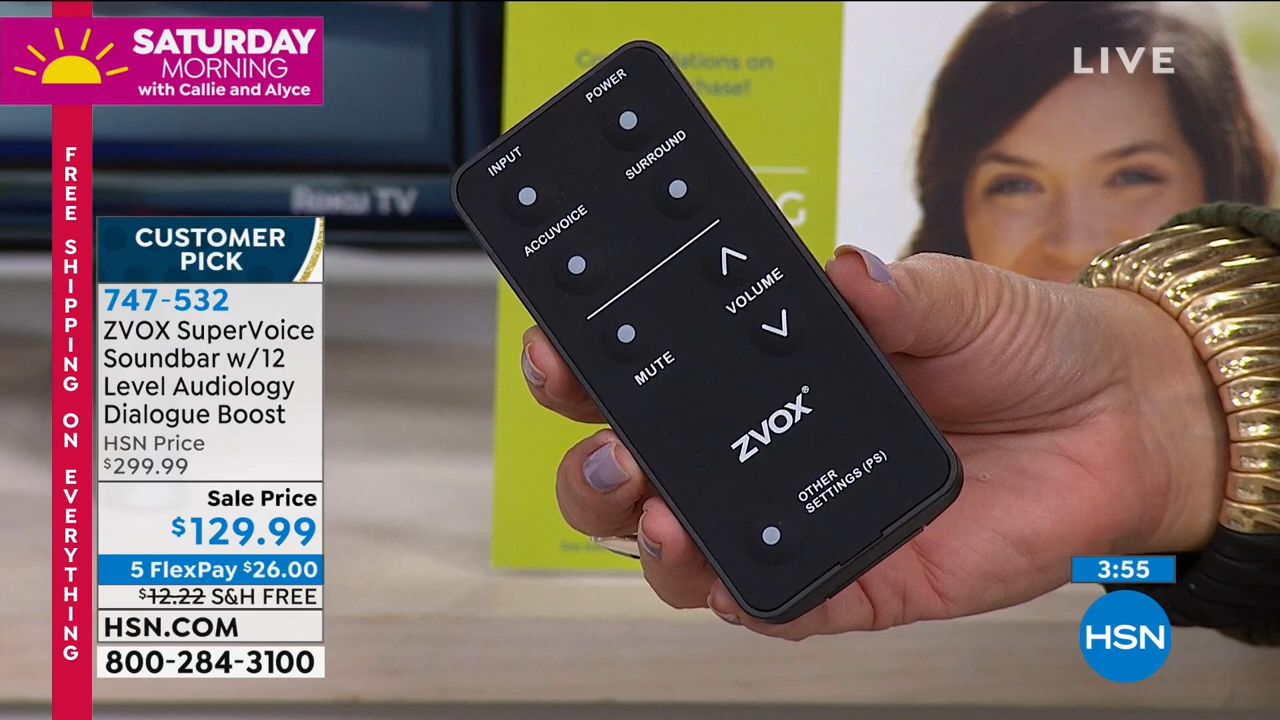 SATURDAY
MORNING
with Callie and Alyce
LIVE
FREE SHIPPING ON EVERYTHING
CUSTOMER
PICK
747-532
ZVOX SuperVoice
Soundbar w/12
Level Audiology
Dialogue Boost
HSN Price
$299.99
Sale Price
$129.99
5 FlexPay $26.00
$12.22 S&H FREE
HSN.COM
800-284-3100
Roku TV
POWER
INPUT
SURROUND
ACCUVOICE
VOLUME
MUTE
ZVOX®
OTHER
SETTINGS (PS)
3:55
HSN